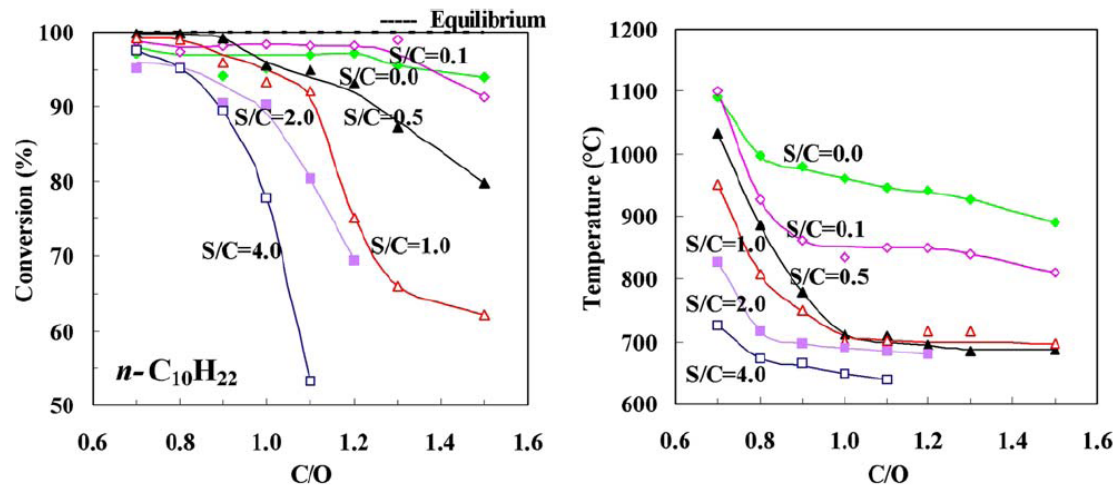 ----- Equilibrium
100
90
80
70
60
50
Conversion (%)
S/C=0.1
S/C=0.0
S/C=0.5
S/C=2.0
S/C=1.0
S/C=4.0
n-C₁₀H₂₂
0.6 0.8 1.0 1.2 1.4 1.6
C/O
1200
1100
1000
900
800
700
600
Temperature (°C)
S/C=0.0
S/C=0.1
S/C=1.0
S/C=0.5
S/C=2.0
S/C=4.0
0.6 0.8 1.0 1.2 1.4 1.6
C/O